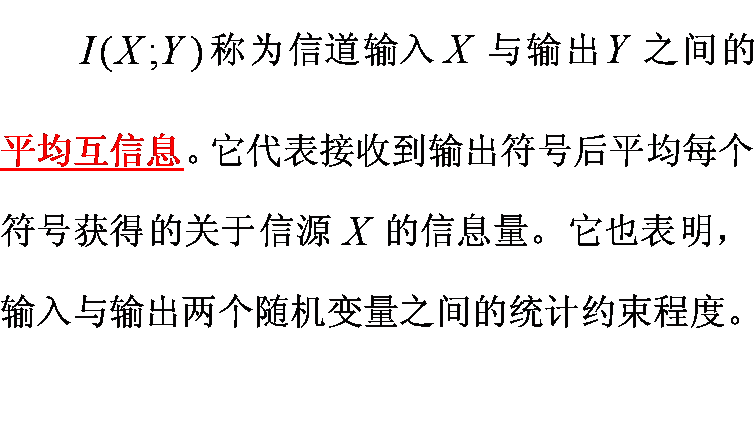 I(X;Y)称为信道输入 X 与输出Y 之间的
平均互信息。它代表接收到输出符号后平均每个
符号获得的关于信源 X 的信息量。它也表明，
输入与输出两个随机变量之间的统计约束程度。